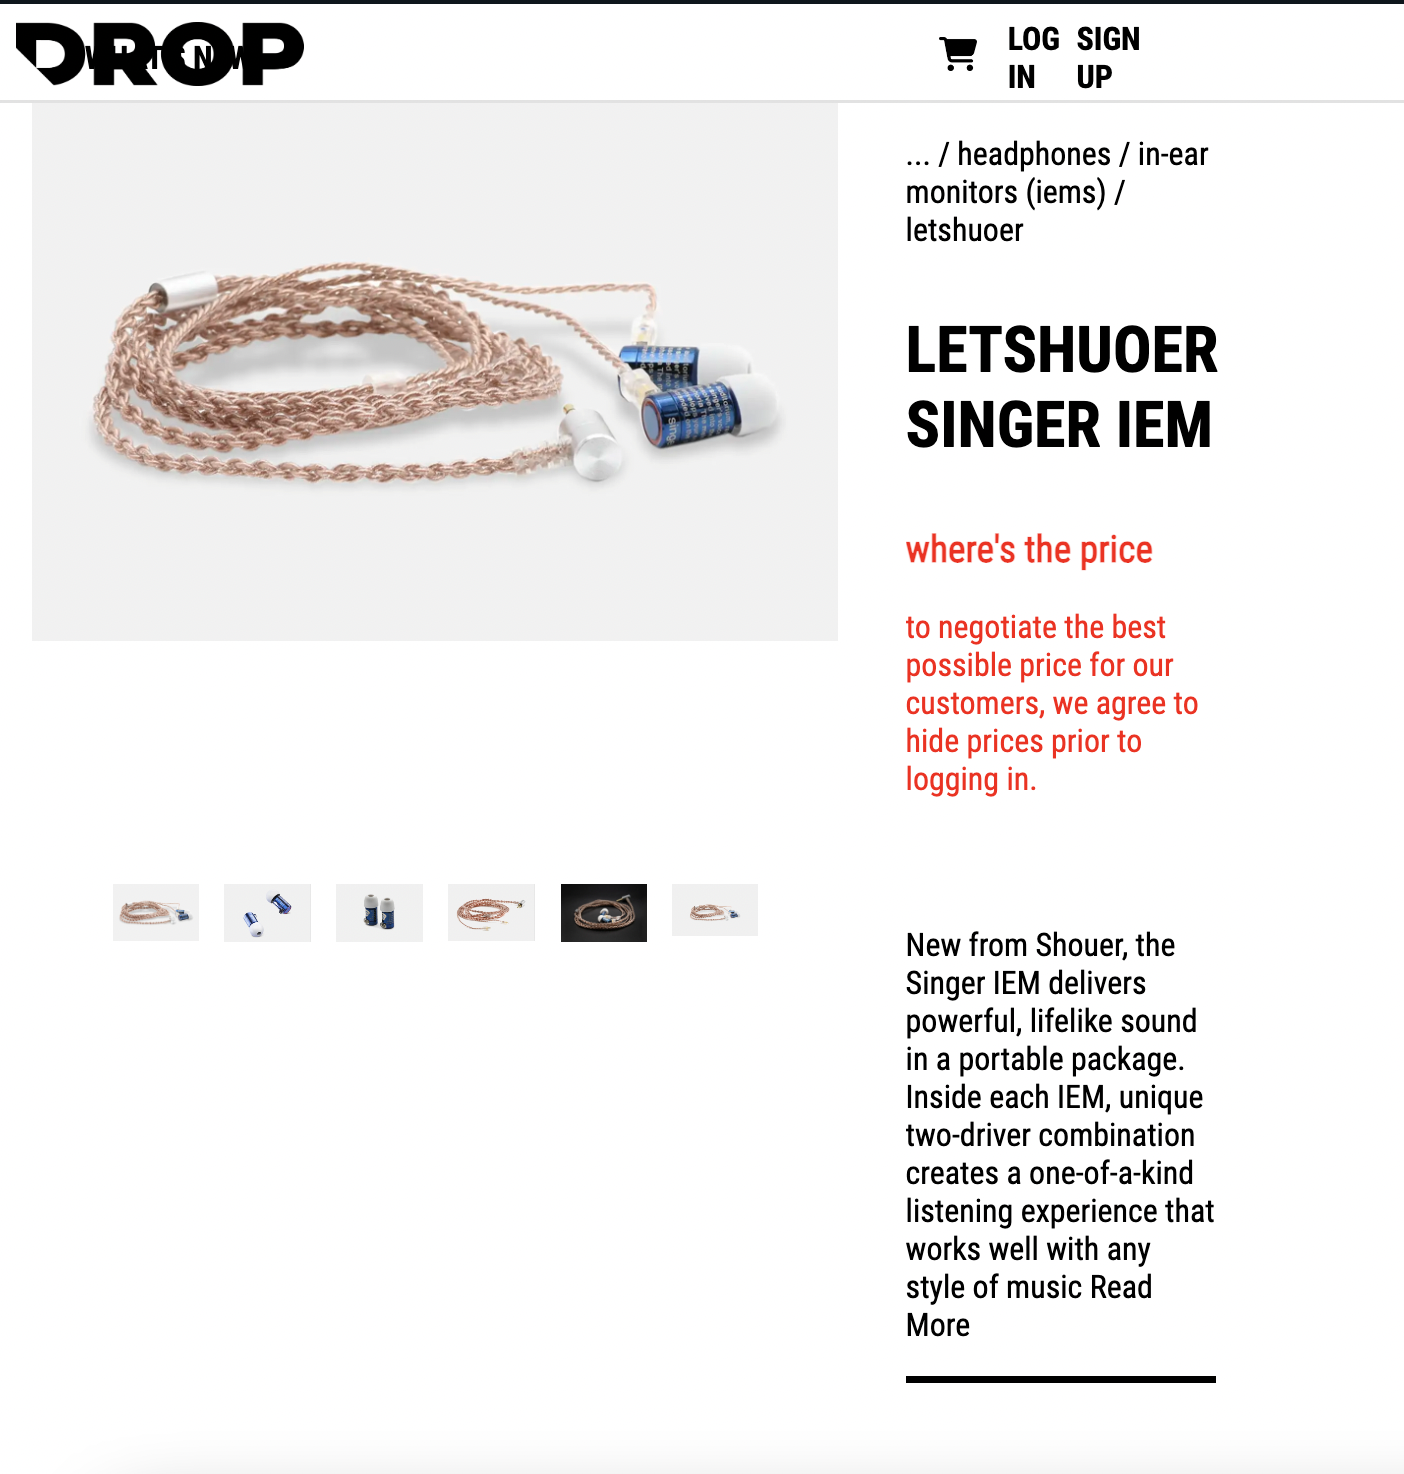 DROP
WHAT'S NEW
LOG
IN
SIGN
UP
... / headphones / in-ear
monitors (iems) /
letshuoer
LETSHUOER
SINGER IEM
where's the price
to negotiate the best
possible price for our
customers, we agree to
hide prices prior to
logging in.
New from Shouer, the
Singer IEM delivers
powerful, lifelike sound
in a portable package.
Inside each IEM, unique
two-driver combination
creates a one-of-a-kind
listening experience that
works well with any
style of music Read
More